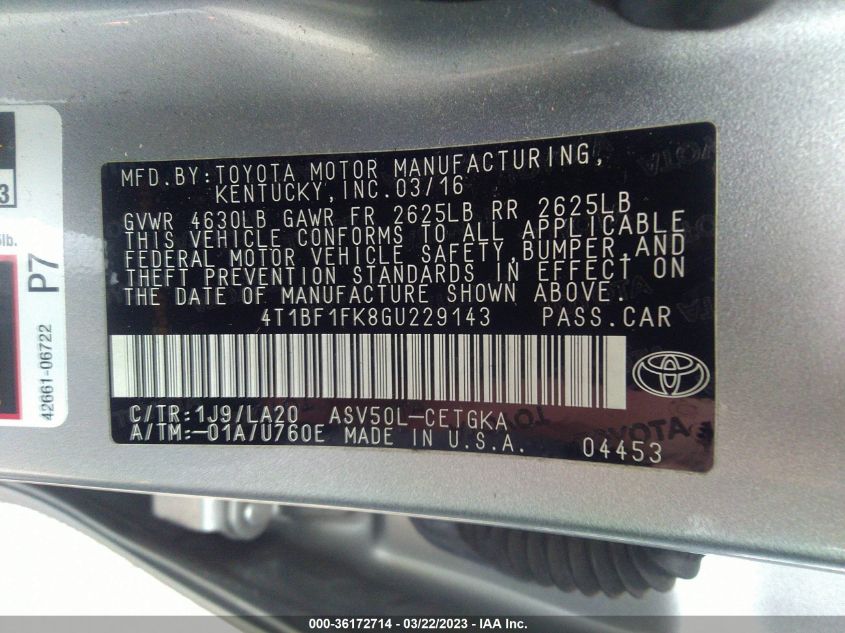 MFD.BY:TOYOTA MOTOR MANUFACTURING,
KENTUCKY,INC.03/16
GVWR 4630LB GAWR FR 2625LB RR 2625LB
THIS VEHICLE CONFORMS TO ALL APPLICABLE
FEDERAL MOTOR VEHICLE SAFETY,BUMPER,AND
THEFT PREVENTION STANDARDS IN EFFECT ON
THE DATE OF MANUFACTURE SHOWN ABOVE.
4T1BF1FK8GU229143 PASS.CAR
C/TR:1J9/LA20 ASV50L-CETGKA
A/TM:-01A/U760E MADE IN U.S.A. 04453
3
lb.
P7
42661-06722
TOYOTA
000-36172714 - 03/22/2023 - IAA Inc.